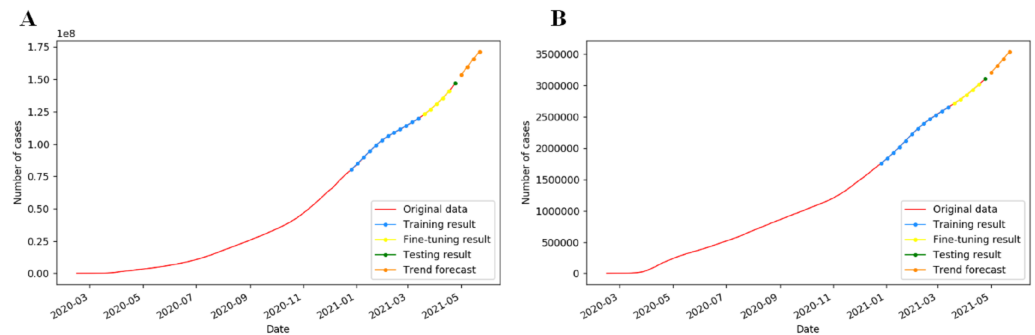 A
1e8
1.75
1.50
1.25
1.00
0.75
0.50
0.25
0.00
Number of cases
Original data
Training result
Fine-tuning result
Testing result
Trend forecast
2020-03
2020-05
2020-07
2020-09
2020-11
2021-01
2021-03
2021-05
Date
B
3500000
3000000
2500000
2000000
1500000
1000000
500000
0
Number of cases
Original data
Training result
Fine-tuning result
Testing result
Trend forecast
2020-03
2020-05
2020-07
2020-09
2020-11
2021-01
2021-03
2021-05
Date